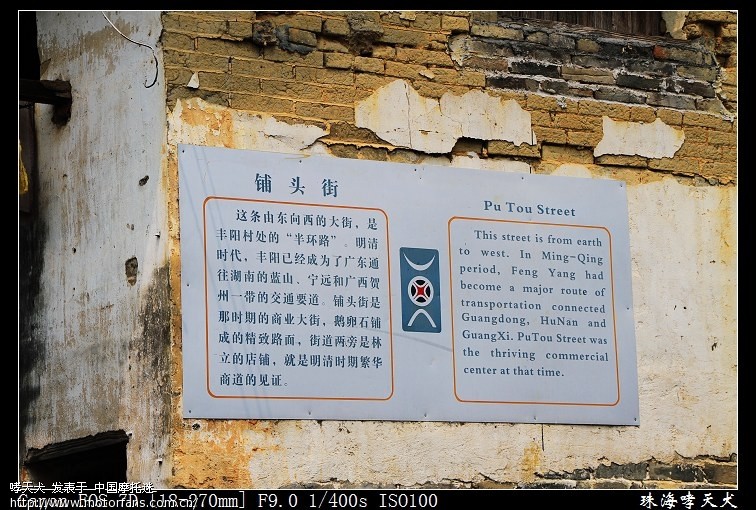 铺头街
这条由东向西的大街，是
丰阳村处的“半环路”。明清
时代，丰阳已经成为了广东通
往湖南的蓝山、宁远和广西贺
州一带的交通要道。铺头街是
那时期的商业大街，鹅卵石铺
成的精致路面，街道两旁是林
立的店铺，就是明清时期繁华
商道的见证。
Pu Tou Street
This street is from earth
to west. In Ming-Qing
period, Feng Yang had
become a major route of
transportation connected
Guangdong, HuNan and
GuangXi. PuTou Street was
the thriving commercial
center at that time.
哮天犬 发表于 中国摩托迷
http://www.motorfans.com.cn/
[18-270mm] F9.0 1/400s ISO100
珠海哮天犬